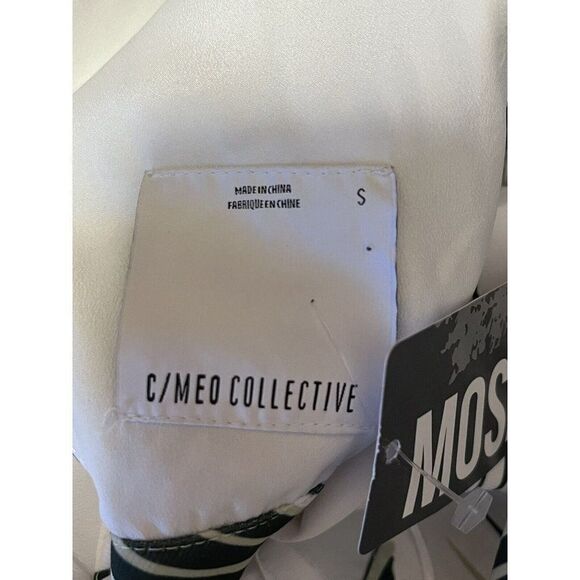 MADE IN CHINA
FABRIQUE EN CHINE
S
C/MEO COLLECTIVE
MOS